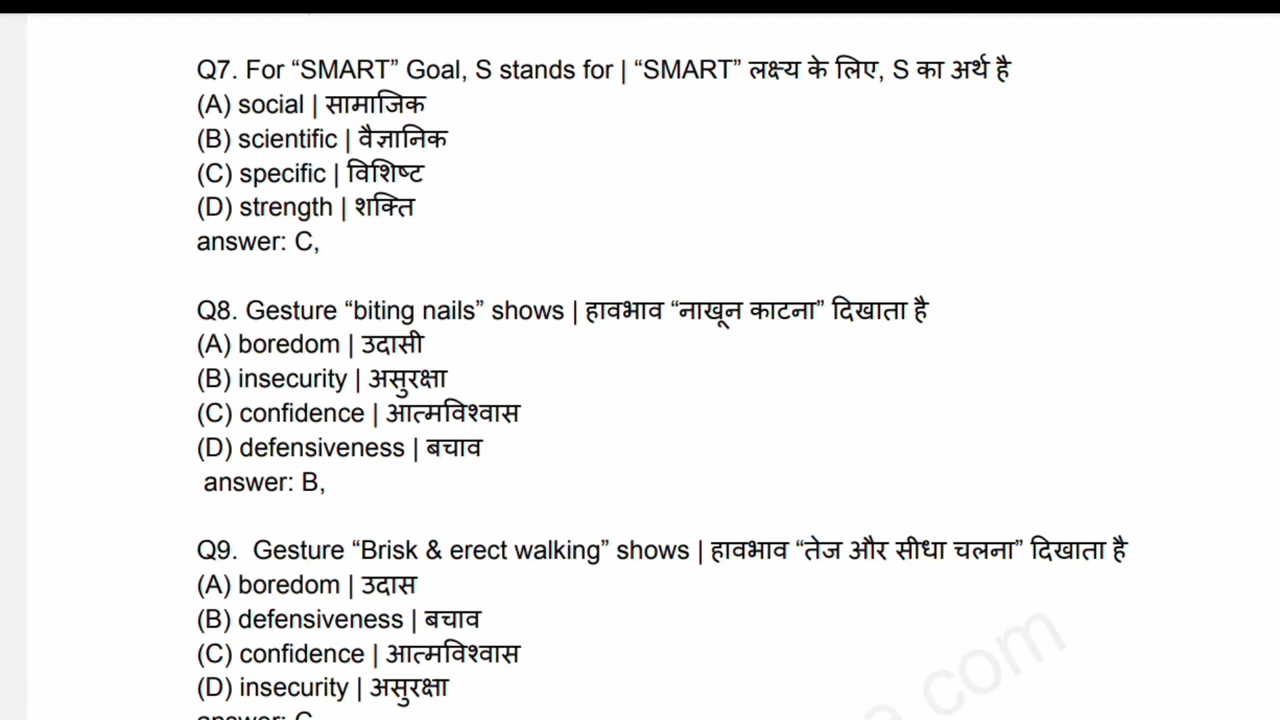 Q7. For “SMART” Goal, S stands for | “SMART” लक्ष्य के लिए, S का अर्थ है
(A) social | सामाजिक
(B) scientific | वैज्ञानिक
(C) specific | विशिष्ट
(D) strength | शक्ति
answer: C,
Q8. Gesture “biting nails” shows | हावभाव “नाखून काटना” दिखाता है
(A) boredom | उदासी
(B) insecurity | असुरक्षा
(C) confidence | आत्मविश्वास
(D) defensiveness | बचाव
answer: B,
Q9. Gesture “Brisk & erect walking” shows | हावभाव “तेज और सीधा चलना” दिखाता है
(A) boredom | उदास
(B) defensiveness | बचाव
(C) confidence | आत्मविश्वास
(D) insecurity | असुरक्षा
answer: C
e.com